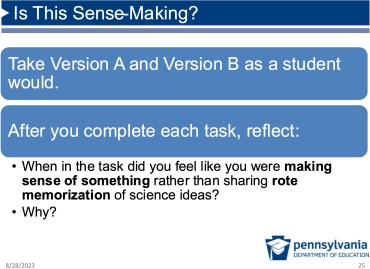 Is This Sense-Making?
Take Version A and Version B as a student
would.
After you complete each task, reflect:
• When in the task did you feel like you were making
sense of something rather than sharing rote
memorization of science ideas?
• Why?
pennsylvania
DEPARTMENT OF EDUCATION
8/28/2023
25